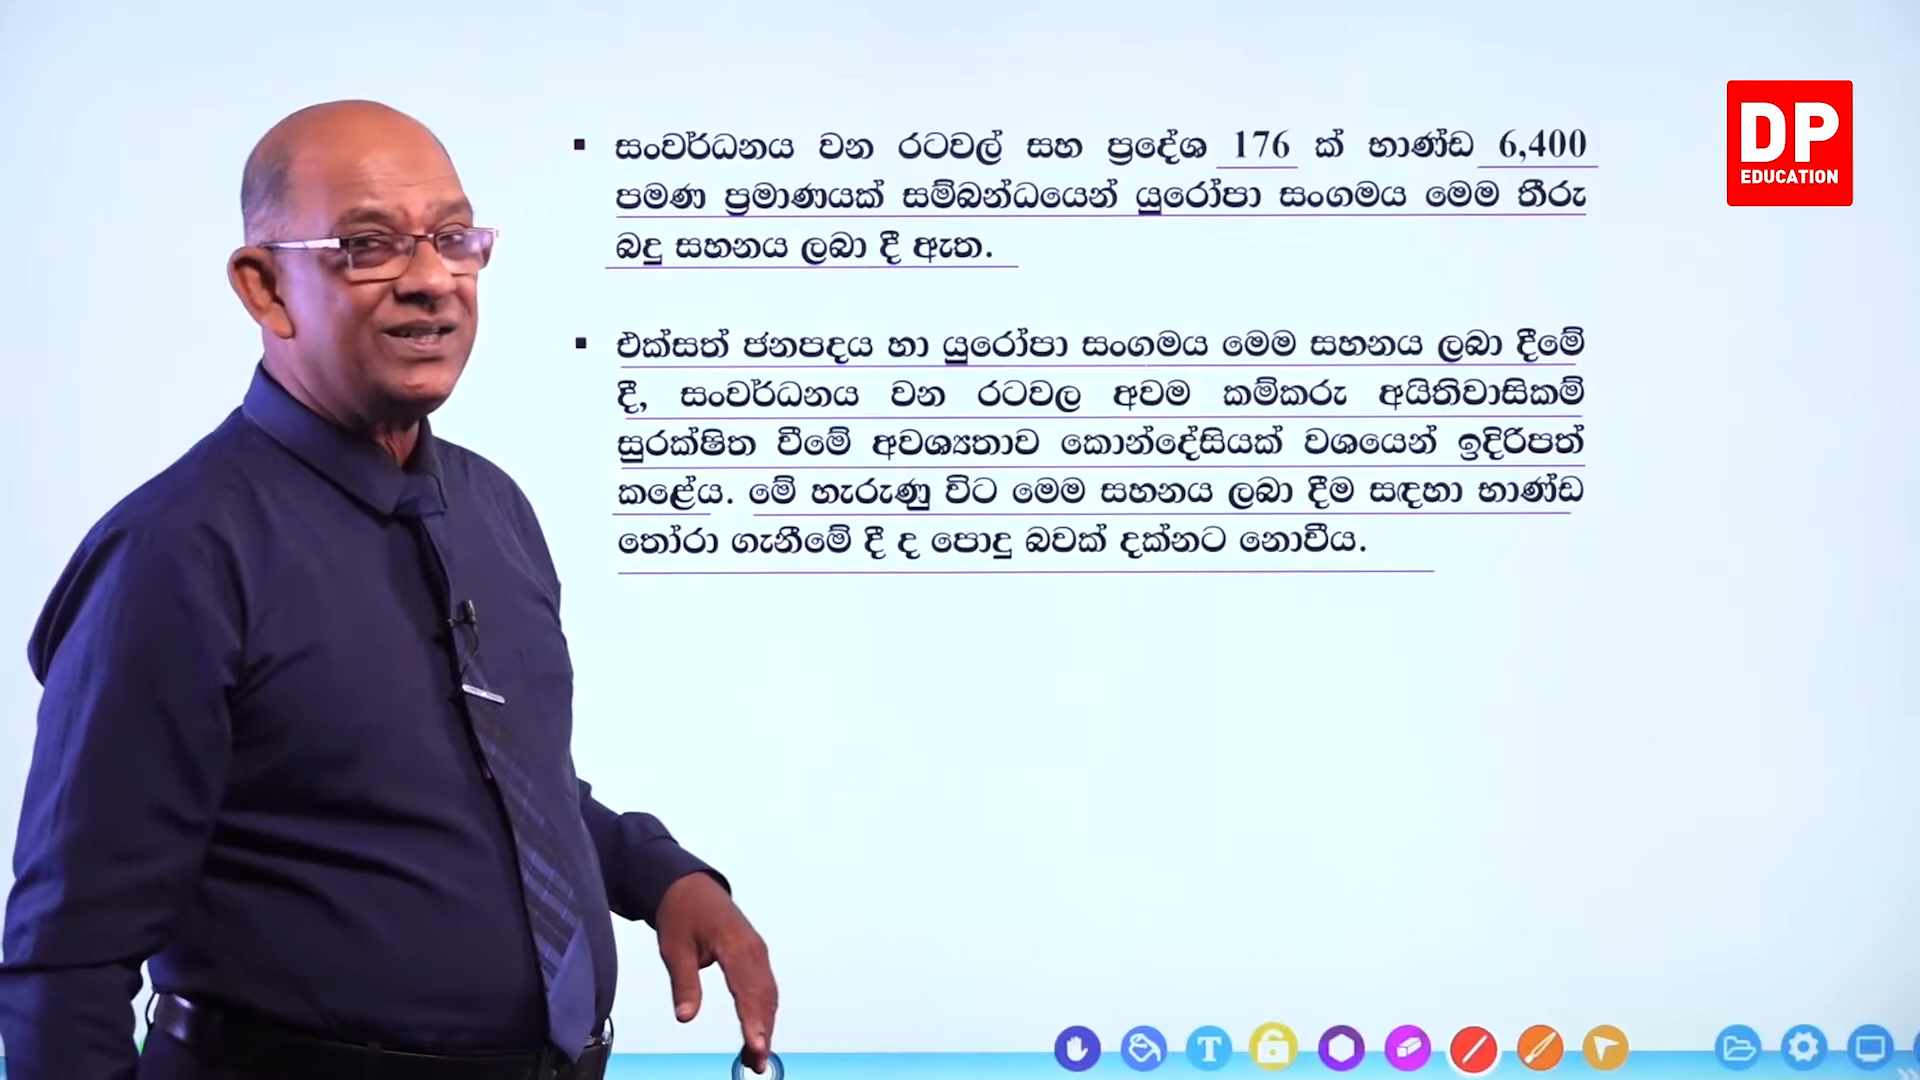 සංවර්ධනය වන රටවල් සහ ප්‍රදේශ 176 ක් භාණ්ඩ 6,400
පමණ ප්‍රමාණයක් සම්බන්ධයෙන් යුරෝපා සංගමය මෙම තීරු
බදු සහනය ලබා දී ඇත.
එක්සත් ජනපදය හා යුරෝපා සංගමය මෙම සහනය ලබා දීමේ
දී, සංවර්ධනය වන රටවල අවම කම්කරු අයිතිවාසිකම්
සුරක්ෂිත වීමේ අවශ්‍යතාව කොන්දේසියක් වශයෙන් ඉදිරිපත්
කළේය. මේ හැරුණු විට මෙම සහනය ලබා දීම සඳහා භාණ්ඩ
තෝරා ගැනීමේ දී ද පොදු බවක් දක්නට නොවීය.
DP
EDUCATION
T